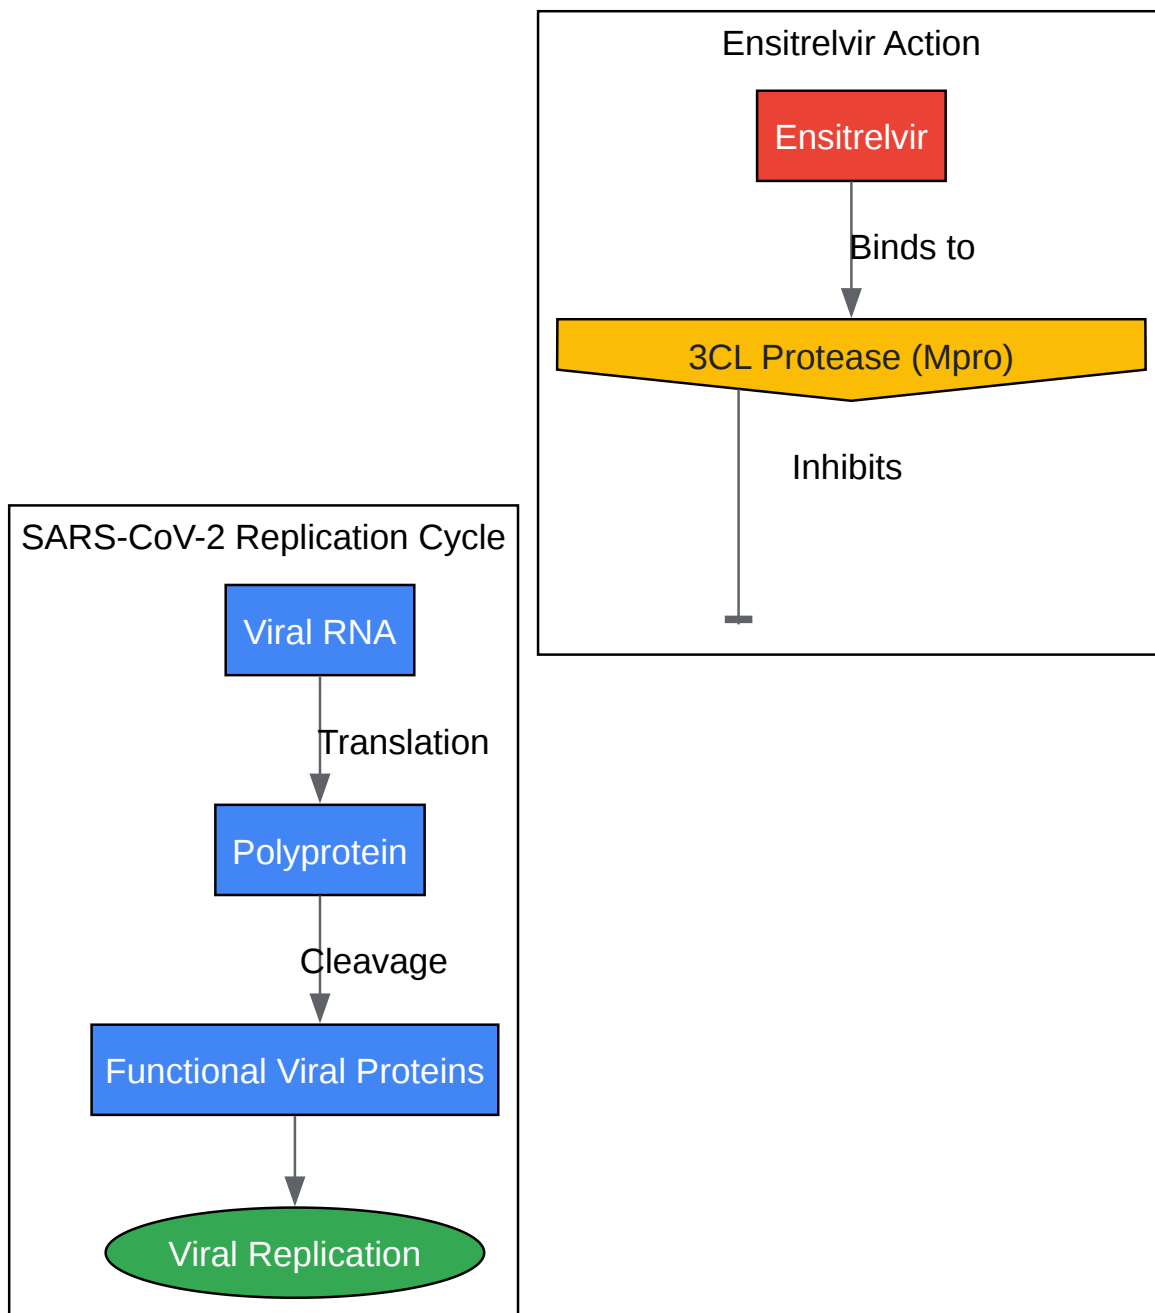 Ensitrelvir Action
Ensitrelvir
Binds to
3CL Protease (Mpro)
Inhibits
SARS-CoV-2 Replication Cycle
Viral RNA
Translation
Polyprotein
Cleavage
Functional Viral Proteins
Viral Replication